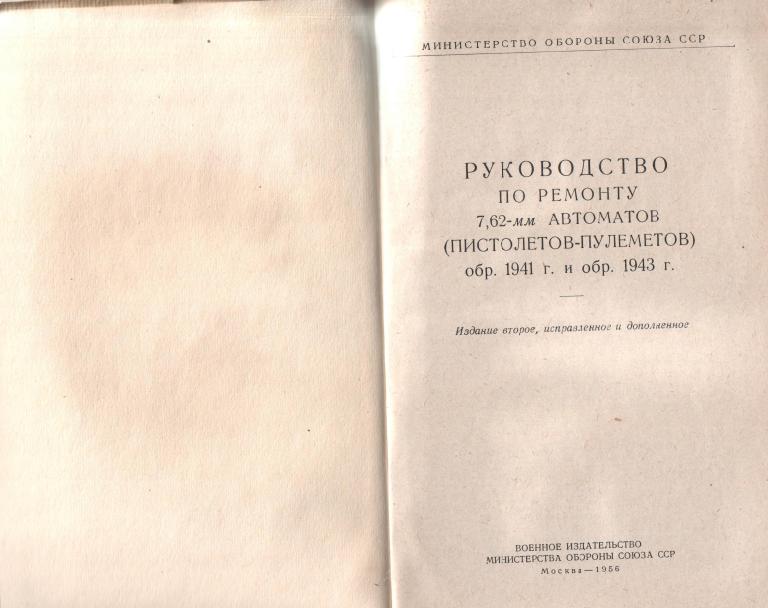 МИНИСТЕРСТВО ОБОРОНЫ СОЮЗА ССР
РУКОВОДСТВО
ПО РЕМОНТУ
7,62-мм АВТОМАТОВ
(ПИСТОЛЕТОВ-ПУЛЕМЕТОВ)
обр. 1941 г. и обр. 1943 г.
Издание второе, исправленное и дополненное
ВОЕННОЕ ИЗДАТЕЛЬСТВО
МИНИСТЕРСТВА ОБОРОНЫ СОЮЗА ССР
Москва—1956